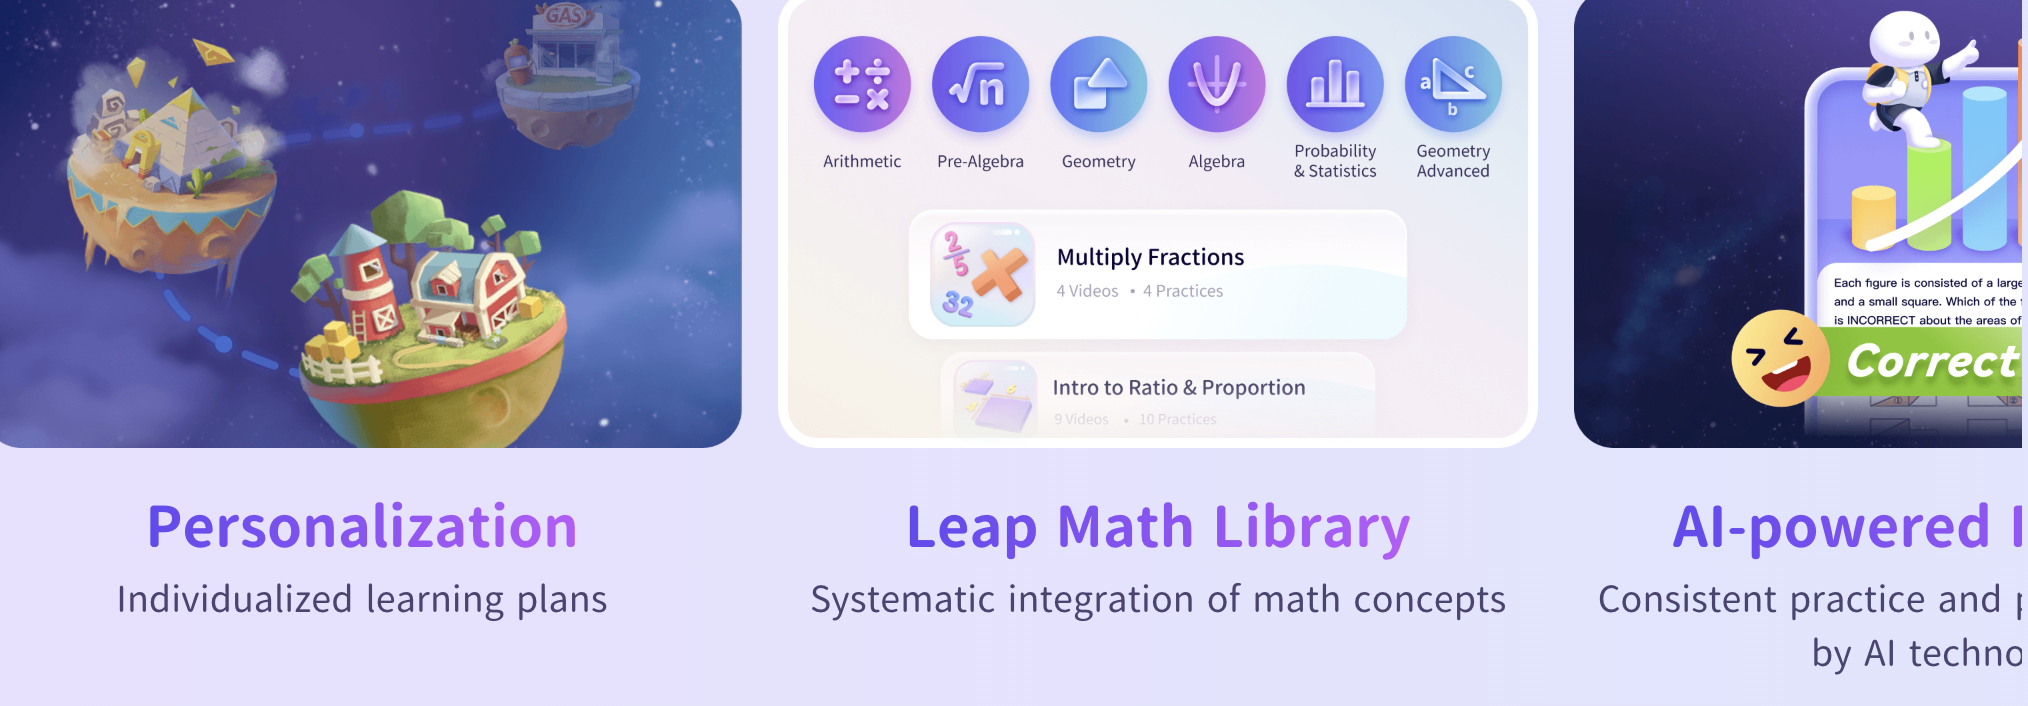 GAS
√n
a
c
b
Arithmetic
Pre-Algebra
Geometry
Algebra
Probability
& Statistics
Geometry
Advanced
2
5
32
Multiply Fractions
4 Videos • 4 Practices
Intro to Ratio & Proportion
9 Videos • 10 Practices
Each figure is consisted of a large
and a small square. Which of the
is INCORRECT about the areas of
Correct
Personalization
Individualized learning plans
Leap Math Library
Systematic integration of math concepts
AI-powered
Consistent practice and
by AI techno